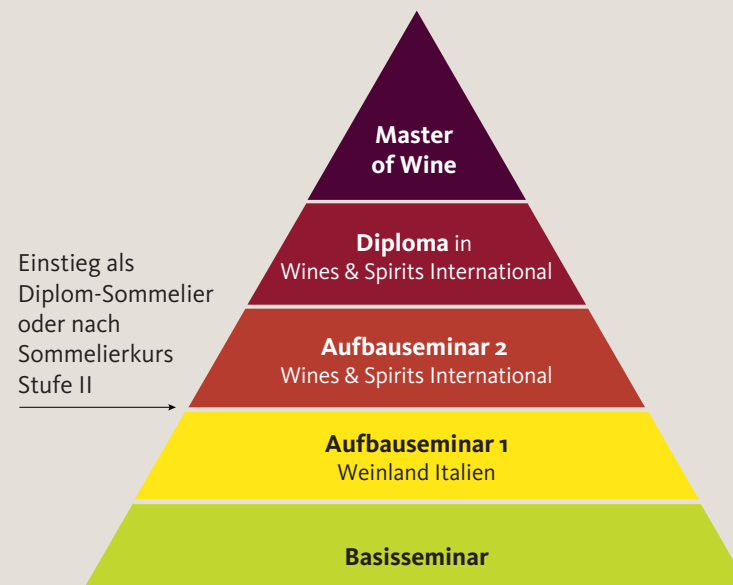 Master
of Wine
Diploma in
Wines & Spirits International
Einstieg als
Diplom-Sommelier
oder nach
Sommelierkurs
Stufe II
Aufbauseminar 2
Wines & Spirits International
Aufbauseminar 1
Weinland Italien
Basisseminar